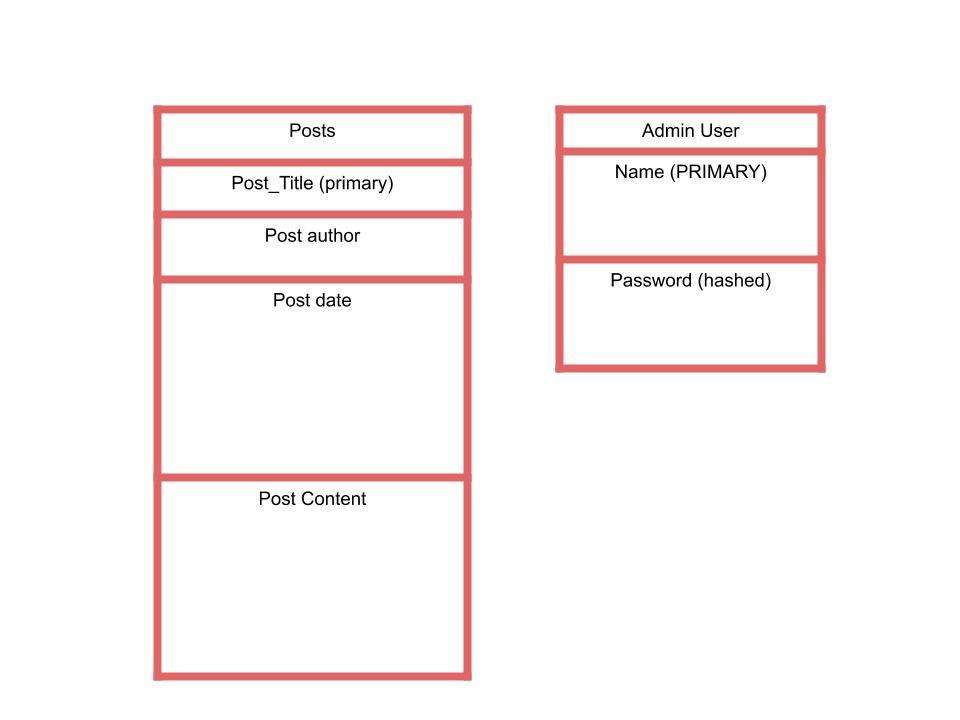 Posts
Post_Title (primary)
Post author
Post date
Post Content
Admin User
Name (PRIMARY)
Password (hashed)